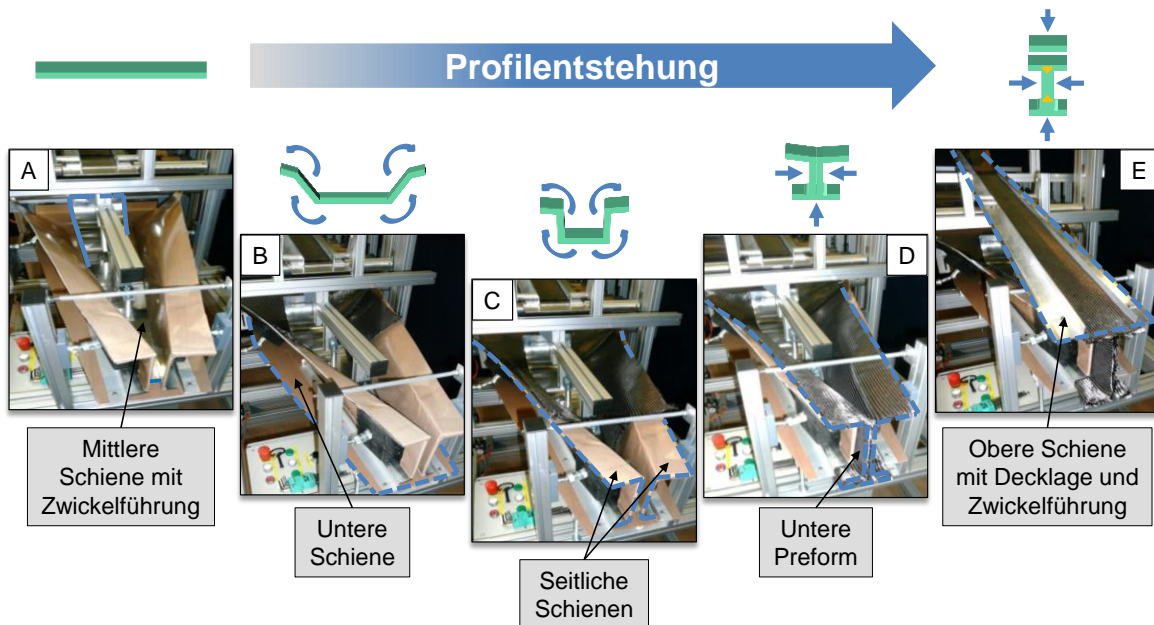 Profilentstehung
A
Mittlere
Schiene mit
Zwickelführung
B
Untere
Schiene
C
Seitliche
Schienen
D
Untere
Preform
E
Obere Schiene
mit Decklage und
Zwickelführung